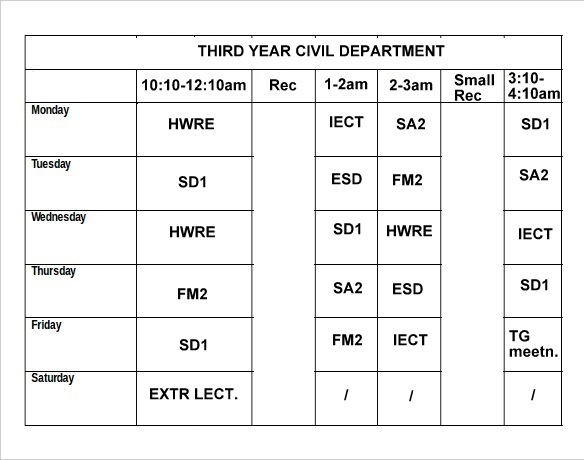 THIRD YEAR CIVIL DEPARTMENT
10:10-12:10am Rec 1-2am 2-3am Small Rec 3:10-4:10am
Monday HWRE IECT SA2 SD1
Tuesday SD1 ESD FM2 SA2
Wednesday HWRE SD1 HWRE IECT
Thursday FM2 SA2 ESD SD1
Friday SD1 FM2 IECT TG meetn.
Saturday EXTR LECT. / / /